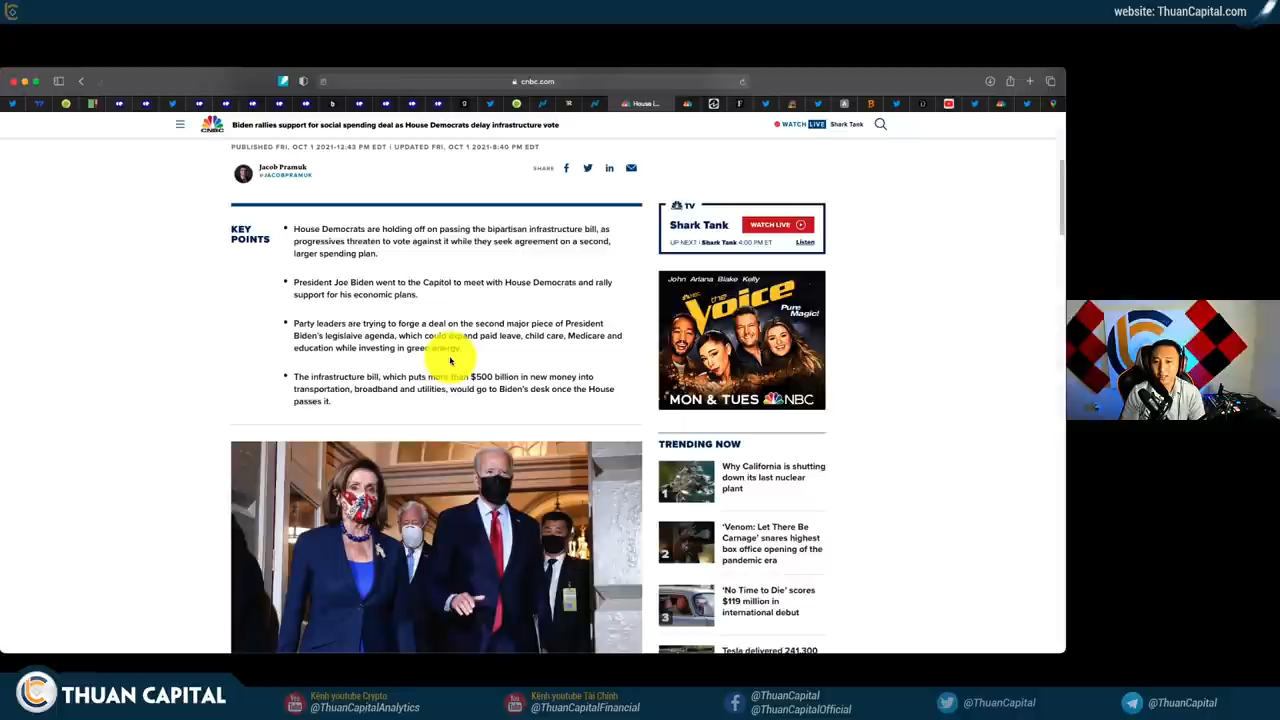 website: ThuanCapital.com
cnbc.com
House I...
CNBC
Biden rallies support for social spending deal as House Democrats delay infrastructure vote
WATCH LIVE Shark Tank
PUBLISHED FRI, OCT 1 2021-12:43 PM EDT | UPDATED FRI, OCT 1 2021-8:40 PM EDT
Jacob Pramuk
@JACOBPRAMUK
SHARE
KEY
POINTS
House Democrats are holding off on passing the bipartisan infrastructure bill, as
progressives threaten to vote against it while they seek agreement on a second,
larger spending plan.
President Joe Biden went to the Capitol to meet with House Democrats and rally
support for his economic plans.
Party leaders are trying to forge a deal on the second major piece of President
Biden's legislaive agenda, which could expand paid leave, child care, Medicare and
education while investing in green energy.
The infrastructure bill, which puts more than $500 billion in new money into
transportation, broadband and utilities, would go to Biden's desk once the House
passes it.
TV
Shark Tank
WATCH LIVE
UP NEXT | Shark Tank 4:00 PM ET
Listen
John Ariana Blake Kelly
the Voice
Pure
Magic!
MON & TUES NBC
TRENDING NOW
1
Why California is shutting
down its last nuclear
plant
2
'Venom: Let There Be
Carnage' snares highest
box office opening of the
pandemic era
3
'No Time to Die' scores
$119 million in
international debut
Tesla delivered 241,300
THUAN CAPITAL
Kênh youtube Crypto
@ThuanCapitalAnalytics
Kênh youtube Tài Chính
@ThuanCapitalFinancial
@ThuanCapital
@ThuanCapitalOfficial
@ThuanCapital
@ThuanCapital